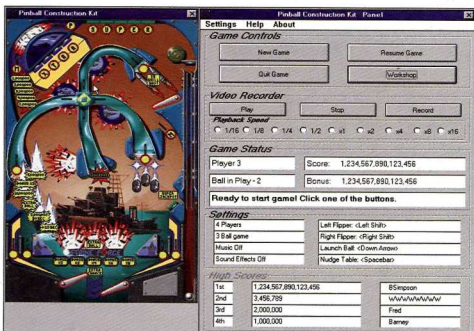 Pinball Construction Kit
SUPER
Pinball Construction Kit - Panel
Settings Help About
Game Controls
New Game
Resume Game
Quit Game
Workshop
Video Recorder
Play
Stop
Record
Playback Speed
1/16 1/8 1/4 1/2 x1 x2 x4 x8 x16
Game Status
Player 3
Score: 1,234,567,890,123,456
Ball in Play - 2
Bonus: 1,234,567,890,123,456
Ready to start game! Click one of the buttons.
Settings
4 Players
Left Flipper: <Left Shift>
3 Ball game
Right Flipper: <Right Shift>
Music Off
Launch Ball: <Down Arrow>
Sound Effects Off
Nudge Table: <Spacebar>
High Scores
1st 1,234,567,890,123,456 BSimpson
2nd 3,456,789
3rd 2,000,000 Fred
4th 1,000,000 Barney